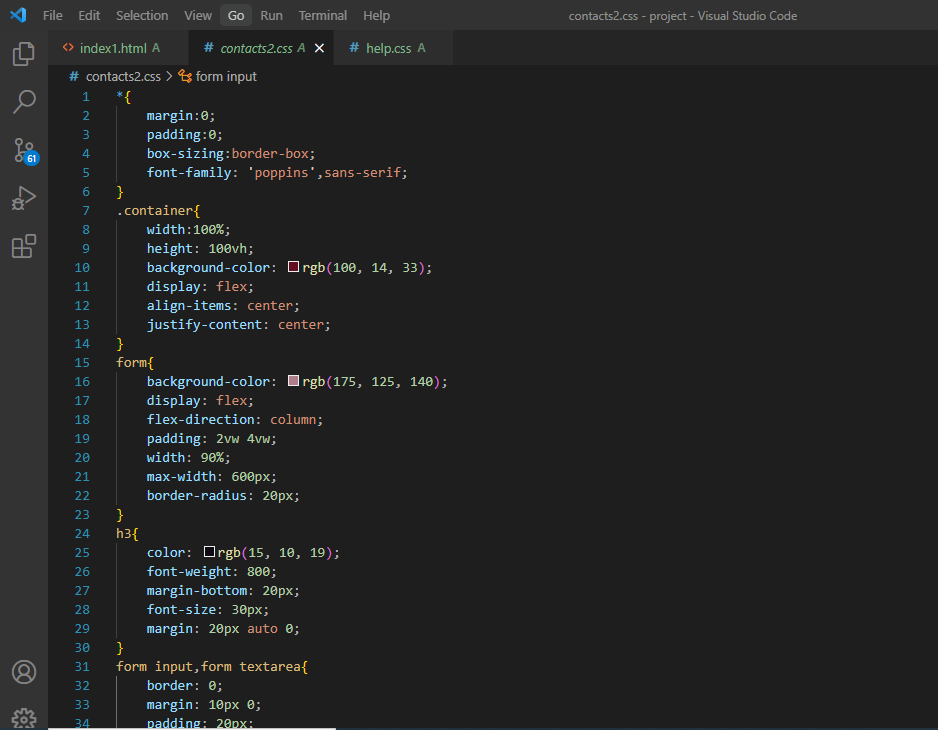 File Edit Selection View Go Run Terminal Help contacts2.css - project - Visual Studio Code
<> index1.html A # contacts2.css A × # help.css A
# contacts2.css > form input
61
1 *{
2 margin:0;
3 padding:0;
4 box-sizing:border-box;
5 font-family: 'poppins',sans-serif;
6 }
7 .container{
8 width:100%;
9 height: 100vh;
10 background-color: rgb(100, 14, 33);
11 display: flex;
12 align-items: center;
13 justify-content: center;
14 }
15 form{
16 background-color: rgb(175, 125, 140);
17 display: flex;
18 flex-direction: column;
19 padding: 2vw 4vw;
20 width: 90%;
21 max-width: 600px;
22 border-radius: 20px;
23 }
24 h3{
25 color: rgb(15, 10, 19);
26 font-weight: 800;
27 margin-bottom: 20px;
28 font-size: 30px;
29 margin: 20px auto 0;
30 }
31 form input,form textarea{
32 border: 0;
33 margin: 10px 0;
34 padding: 20px;